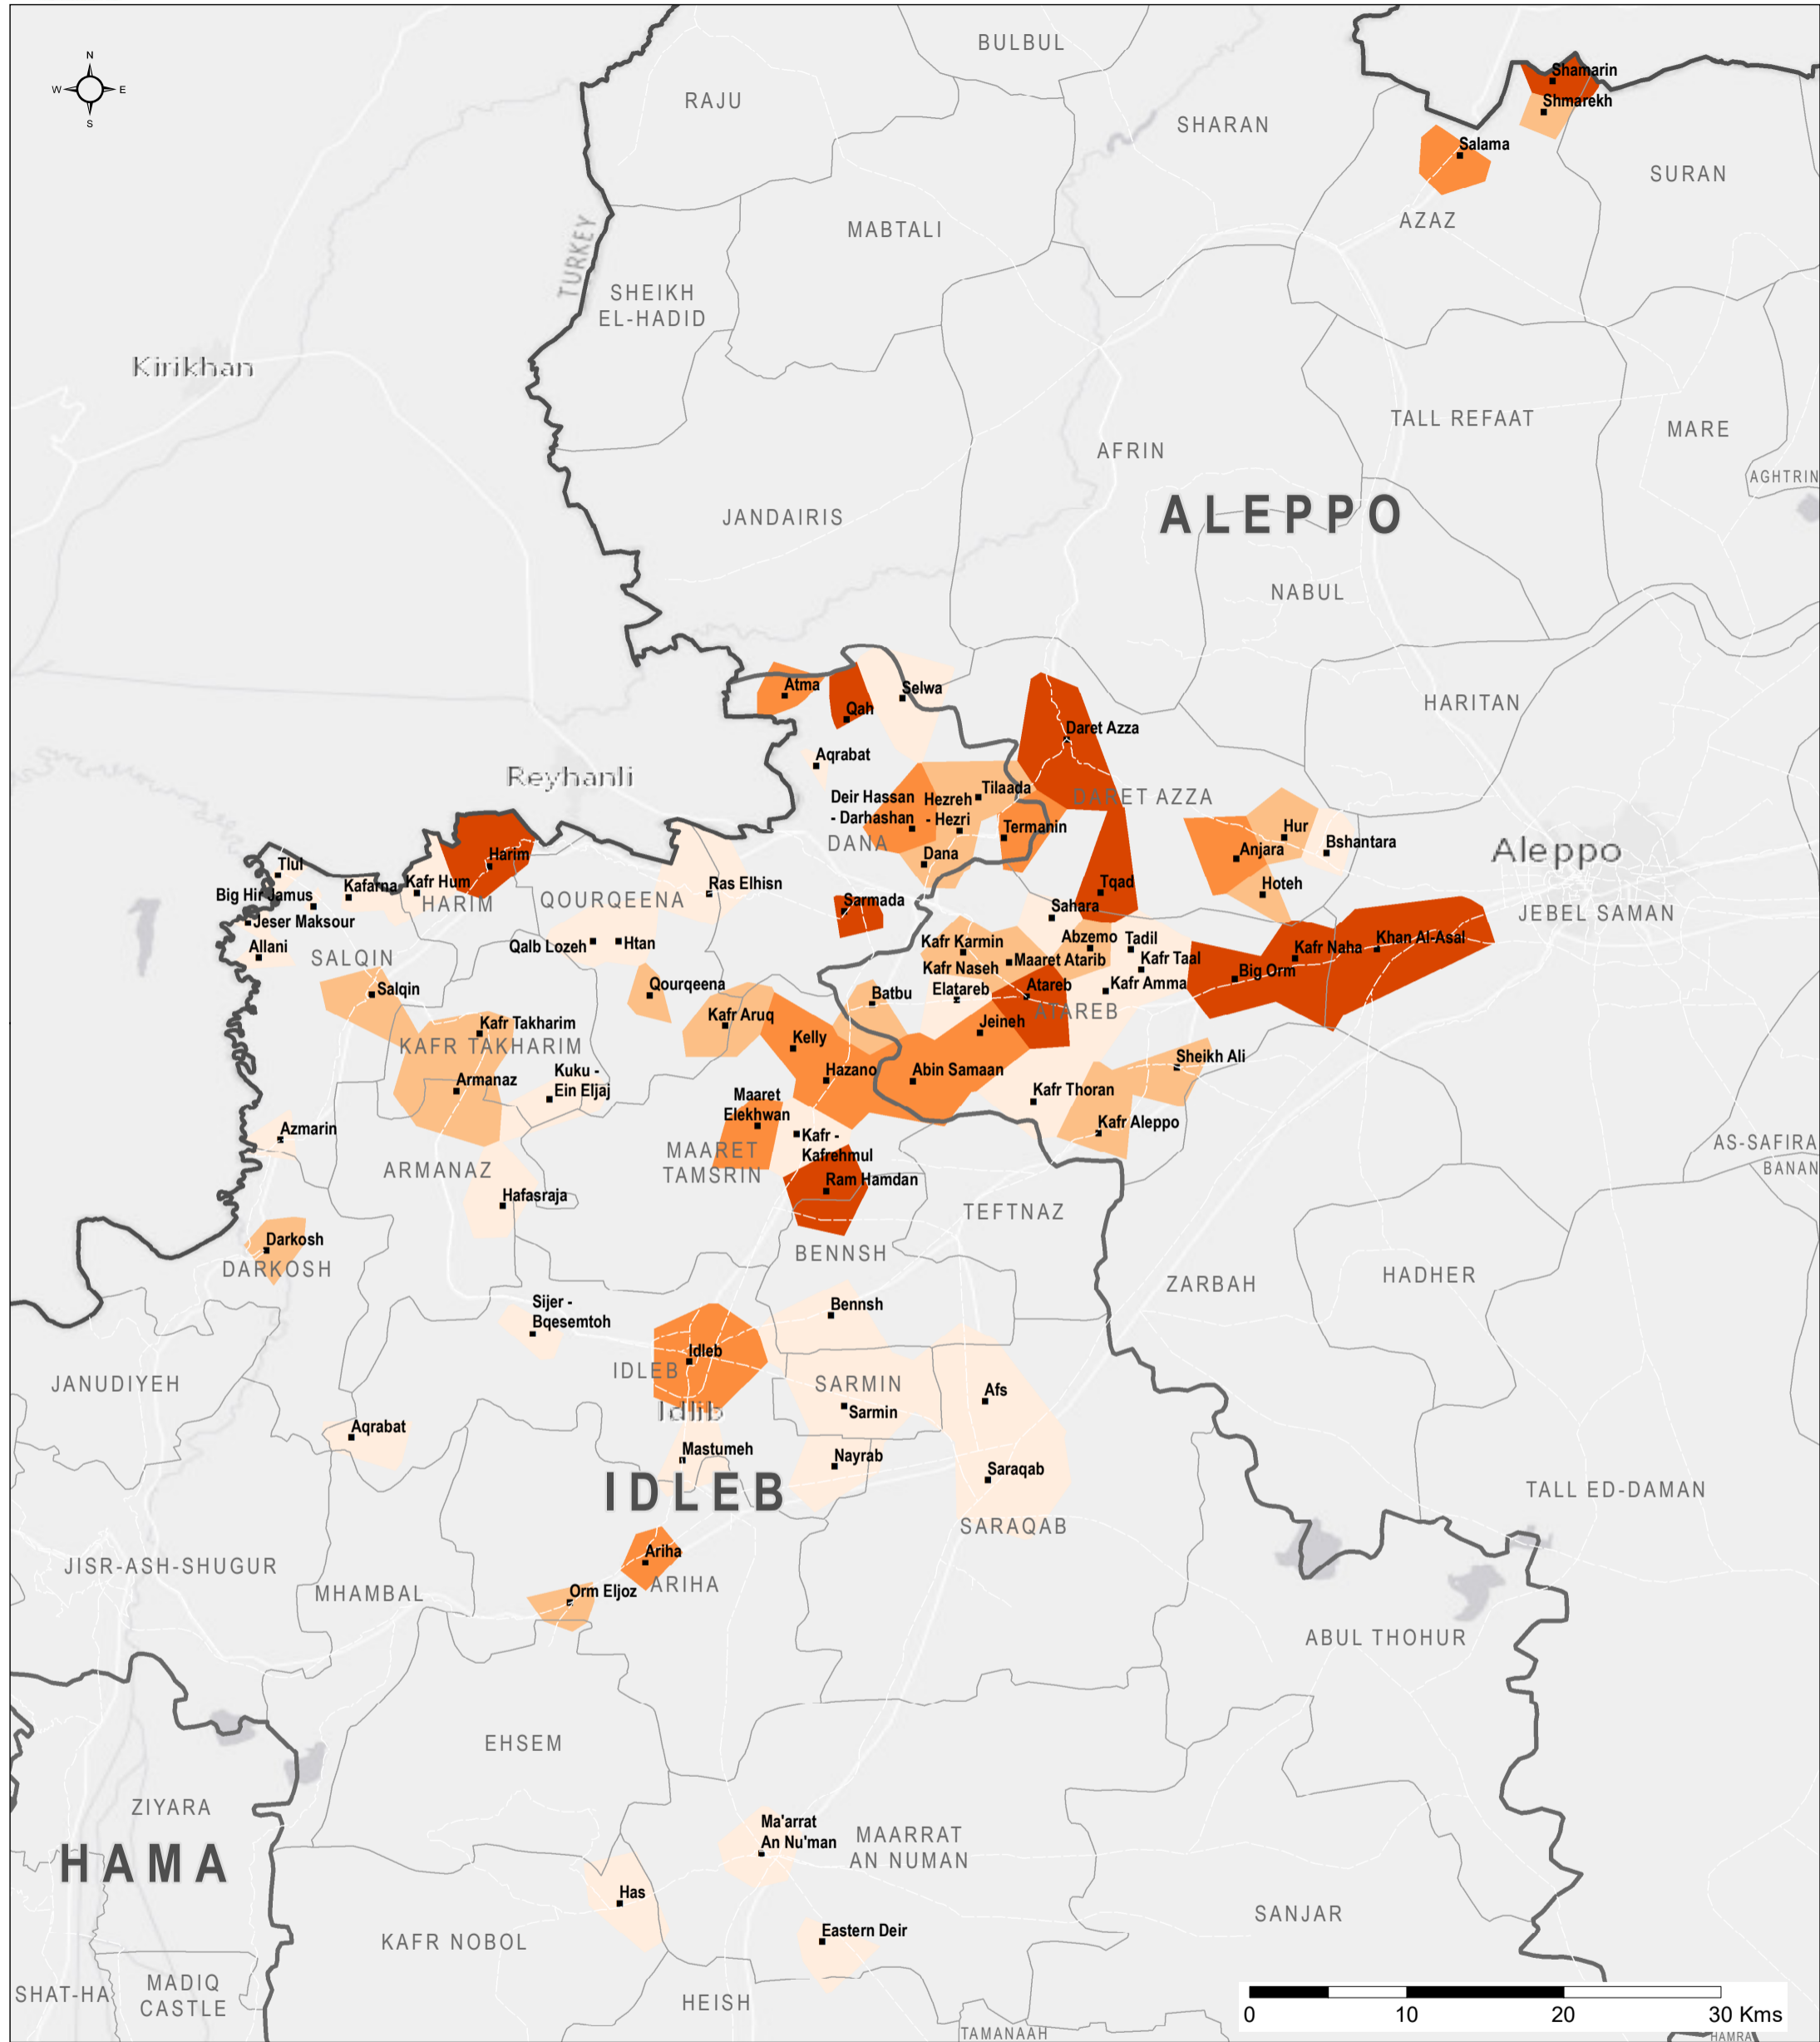 BULBUL
N
W
E
S
RAJU
Shamarin
Shmarekh
SHARAN
Salama
SURAN
AZAZ
MABTALI
TURKEY
SHEIKH
EL-HADID
Kirikhan
TALL REFAAT
MARE
AFRIN
AGHTRIN
ALEPPO
JANDAIRIS
NABUL
Atma
Selwa
Qah
HARITAN
Daret Azza
Aqrabat
Reyhanli
Tilaada
DARET AZZA
Deir Hassan
- Darhashan
Hezreh
- Hezri
Termanin
DANA
Dana
Hur
Anjara
Bshantara
Hoteh
Aleppo
JEBEL SAMAN
Harim
Tlul
Kafr Hum
Kafarna
Big Hir Jamus
HARIM
QOURQEENA
Ras Elhisn
Jeser Maksour
Allani
SALQIN
Qalb Lozeh
Htan
Sarmada
Tqad
Sahara
Kafr Karmin
Abzemo
Tadil
Kafr Taal
Kafr Naseh
Elatareb
Maaret Atarib
Kafr Amma
Kafr Naha
Khan Al-Asal
Big Orm
Salqin
Qourqeena
Batbu
Atareb
ATAREB
Kafr Aruq
Jeineh
Kafr Takharim
KAFR TAKHARIM
Kelly
Sheikh Ali
Armanaz
Kuku -
Ein Eljaj
Hazano
Abin Samaan
Kafr Thoran
Maaret
Elekhwan
Kafr Aleppo
Azmarin
Kafr -
Kafrehmul
MAARET
TAMSRIN
AS-SAFIRA
BANAN
ARMANAZ
Ram Hamdan
Hafasraja
TEFTNAZ
Darkosh
DARKOSH
BENNSH
ZARBAH
HADHER
Sijer -
Bqesemtoh
Bennsh
Idleb
IDLEB
JANUDIYEH
SARMIN
Afs
Sarmin
Idlib
Aqrabat
Mastumeh
Nayrab
Saraqab
IDLEB
TALL ED-DAMAN
SARAQAB
Ariha
JISR-ASH-SHUGUR
ARIHA
MHAMBAL
Orm Eljoz
ABUL THOHUR
EHSEM
ZIYARA
Ma'arrat
An Nu'man
MAARRAT
AN NUMAN
HAMA
Has
SANJAR
Eastern Deir
KAFR NOBOL
MADIQ
CASTLE
SHAT-HA
HEISH
0
10
20
30 Kms
TAMANAAH
HAMRA